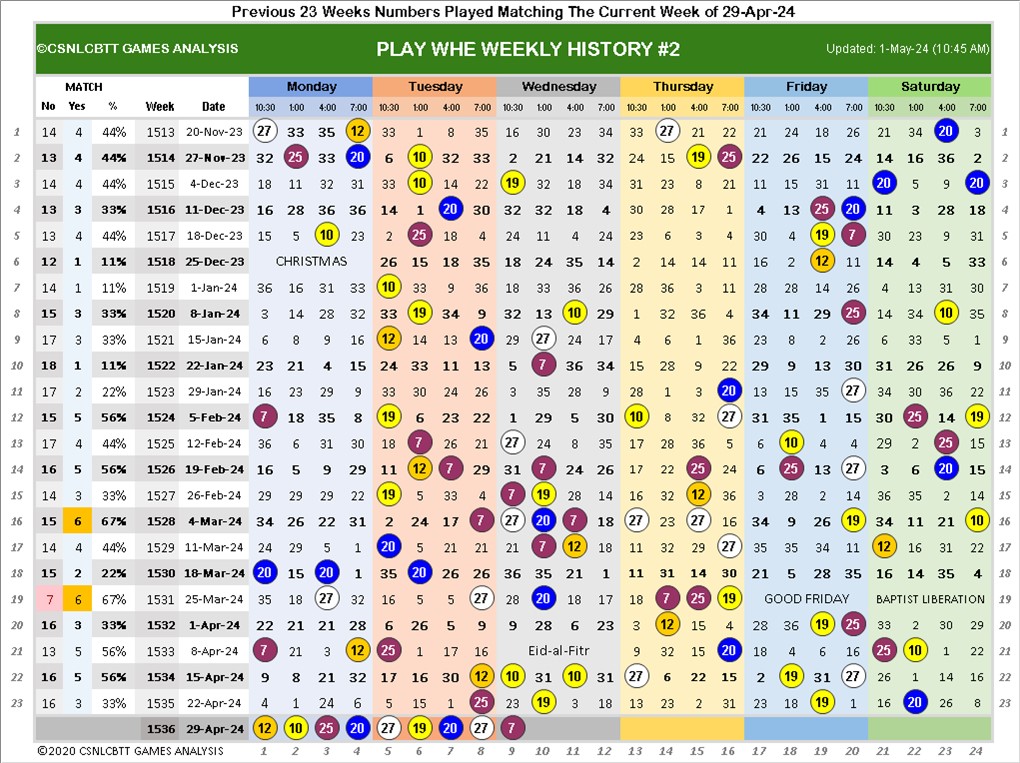 Previous 23 Weeks Numbers Played Matching The Current Week of 29-Apr-24
©CSNLCBTT GAMES ANALYSIS PLAY WHE WEEKLY HISTORY #2 Updated: 1-May-24 (10:45 AM)
MATCH Monday Tuesday Wednesday Thursday Friday Saturday
No Yes % Week Date 10:30 1:00 4:00 7:00 10:30 1:00 4:00 7:00 10:30 1:00 4:00 7:00 10:30 1:00 4:00 7:00 10:30 1:00 4:00 7:00 10:30 1:00 4:00 7:00
1 14 4 44% 1513 20-Nov-23 27 33 35 12 33 1 8 35 16 30 23 34 33 14 27 21 22 21 24 18 26 21 34 20 3 1
2 13 4 44% 1514 27-Nov-23 32 25 33 20 6 10 32 33 2 21 14 32 24 15 19 25 22 26 15 24 14 16 36 2 2
3 14 4 44% 1515 4-Dec-23 18 11 32 31 33 10 14 22 19 32 18 34 31 23 8 21 11 15 31 11 20 5 9 20 3
4 13 3 33% 1516 11-Dec-23 16 28 36 36 14 1 20 30 32 32 18 4 30 28 17 1 4 13 25 20 11 3 28 18 4
5 13 4 44% 1517 18-Dec-23 15 5 10 23 2 25 18 4 24 11 4 24 23 6 3 4 30 4 19 7 30 23 9 31 5
6 12 1 11% 1518 25-Dec-23 CHRISTMAS 26 15 18 35 18 24 35 14 2 14 14 11 16 2 12 11 14 4 5 33 6
7 14 1 11% 1519 1-Jan-24 36 16 31 33 10 33 9 36 18 33 36 26 28 36 3 11 28 28 14 26 4 13 31 30 7
8 15 3 33% 1520 8-Jan-24 3 14 28 32 33 19 34 9 32 13 10 29 1 32 36 4 34 11 29 25 14 34 10 35 8
9 17 3 33% 1521 15-Jan-24 6 8 9 16 12 14 13 20 29 27 24 17 4 6 1 36 23 8 2 26 6 33 5 1 9
10 18 1 11% 1522 22-Jan-24 23 21 4 15 24 33 11 13 5 7 36 34 15 28 9 22 29 9 13 30 31 26 26 9 10
11 17 2 22% 1523 29-Jan-24 16 23 29 9 33 30 24 26 3 35 28 9 28 1 3 20 13 15 35 27 30 23 36 22 11
12 15 5 56% 1524 5-Feb-24 7 18 35 8 19 6 23 22 1 29 5 30 10 8 32 27 31 35 1 15 30 25 14 19 12
13 17 4 44% 1525 12-Feb-24 36 6 31 30 18 7 26 21 27 24 8 35 17 28 36 5 6 10 4 4 29 2 25 15 13
14 16 5 56% 1526 19-Feb-24 16 5 9 29 11 12 7 29 31 7 24 26 17 22 25 24 6 25 13 27 3 6 20 15 14
15 14 3 33% 1527 26-Feb-24 29 29 29 22 19 5 33 4 7 19 28 14 16 32 12 36 3 28 2 14 36 35 2 14 15
16 15 6 67% 1528 4-Mar-24 34 26 22 31 2 24 17 7 27 20 7 18 27 23 27 16 34 9 26 19 34 11 21 10 16
17 14 4 44% 1529 11-Mar-24 24 29 5 1 20 5 21 21 21 7 12 18 11 32 29 27 35 35 34 11 12 16 31 22 17
18 15 2 22% 1530 18-Mar-24 20 15 20 1 35 20 26 26 36 35 21 1 11 31 14 30 21 5 28 35 16 14 35 4 18
19 7 6 67% 1531 25-Mar-24 35 18 27 32 16 5 5 27 28 20 18 17 18 7 25 19 GOOD FRIDAY BAPTIST LIBERATION 19
20 16 3 33% 1532 1-Apr-24 22 21 21 28 6 26 5 9 9 28 6 23 3 12 15 4 28 36 19 25 33 2 30 29 20
21 13 5 56% 1533 8-Apr-24 7 21 3 12 25 1 17 16 Eid-al-Fitr 9 32 15 20 18 4 6 16 25 10 1 22 21
22 16 5 56% 1534 15-Apr-24 9 8 21 32 17 16 30 12 10 31 10 31 27 6 22 15 2 19 31 27 26 1 14 16 22
23 16 3 33% 1535 22-Apr-24 4 1 24 6 5 15 1 25 23 19 3 18 13 23 2 31 23 18 19 1 16 20 26 8 23
1536 29-Apr-24 12 10 25 20 27 19 20 27 7
©2020 CSNLCBTT GAMES ANALYSIS 1 2 3 4 5 6 7 8 9 10 11 12 13 14 15 16 17 18 19 20 21 22 23 24